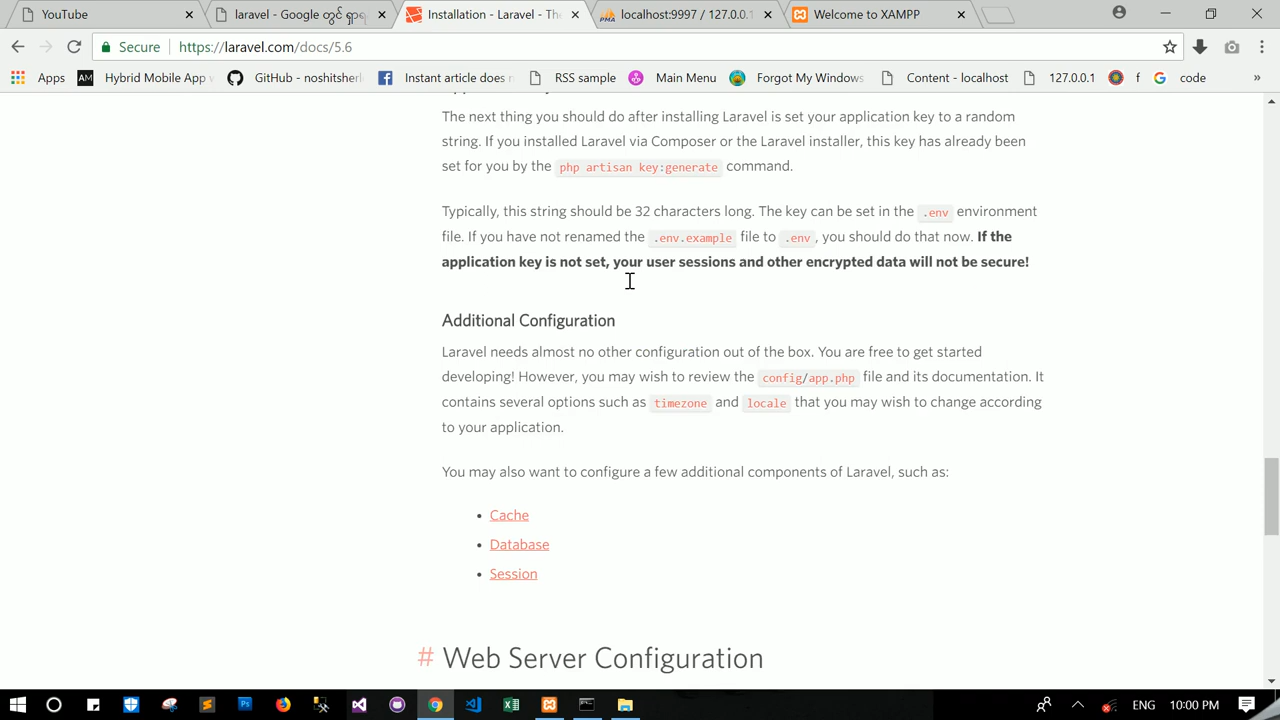 YouTube
laravel - Google တွင် ရှာရ
Installation - Laravel - The
localhost:9997 / 127.0.0.1
Welcome to XAMPP
Secure
https://laravel.com/docs/5.6
Apps
AM
Hybrid Mobile App
GitHub - noshitsherl
Instant article does
RSS sample
Main Menu
Forgot My Windows
Content - localhost
127.0.0.1
f
code
»
The next thing you should do after installing Laravel is set your application key to a random
string. If you installed Laravel via Composer or the Laravel installer, this key has already been
set for you by the php artisan key:generate command.
Typically, this string should be 32 characters long. The key can be set in the .env environment
file. If you have not renamed the .env.example file to .env, you should do that now. If the
application key is not set, your user sessions and other encrypted data will not be secure!
Additional Configuration
Laravel needs almost no other configuration out of the box. You are free to get started
developing! However, you may wish to review the config/app.php file and its documentation. It
contains several options such as timezone and locale that you may wish to change according
to your application.
You may also want to configure a few additional components of Laravel, such as:
• Cache
• Database
• Session
# Web Server Configuration
ENG
10:00 PM